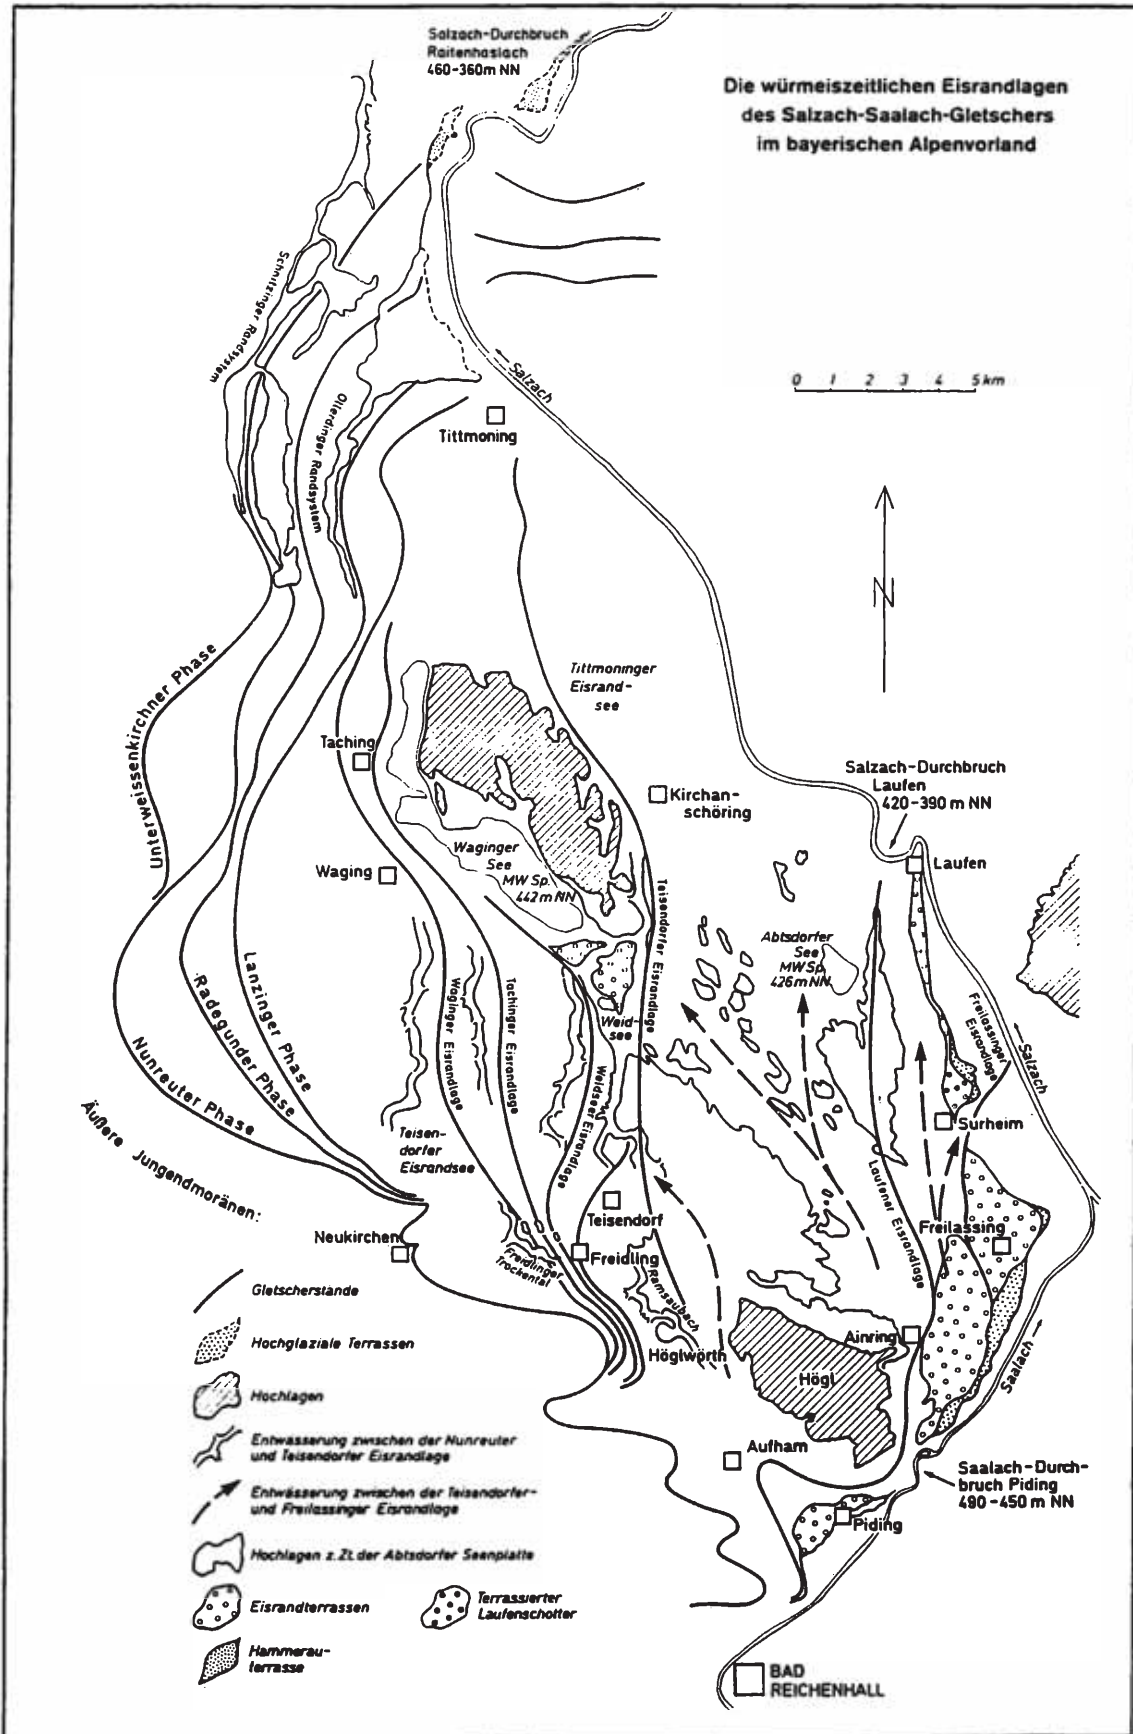 Salzach-Durchbruch
Raitenhaslach
460-360m NN
Die würmeiszeitlichen Eisrandlagen
des Salzach-Saalach-Gletschers
im bayerischen Alpenvorland
Schnitzinger Randsystem
Ollerdinger Randsystem
Salzach
0 1 2 3 4 5 km
Tittmoning
N
Tittmoninger
Eisrand-
see
Unterweissenkirchner Phase
Taching
Kirchan-
schöring
Salzach-Durchbruch
Laufen
420-390 m NN
Laufen
Waging
Waginger
See
MW Sp.
442 m NN
Teisendorfer Eisrandlage
Abtsdorfer
See
MW Sp.
426m NN
Lanzinger Phase
Radegunder Phase
Nunreuter Phase
Waginger Eisrandlage
Tachinger Eisrandlage
Weid-
see
Weidseer Eisrandlage
Freilassinger
Eisrandlage
Salzach
Äußere Jungendmoränen:
Teisen-
dorfer
Eisrandsee
Surheim
Laufener Eisrandlage
Teisendorf
Freilassing
Neukirchen
Freidlinger
Trockental
Freidling
Ramsaubach
Höglwörth
Ainring
Högl
Saalach
Aufham
Saalach-Durch-
bruch Piding
490-450 m NN
Piding
Gletscherstände
Hochglaziale Terrassen
Hochlagen
Entwässerung zwischen der Nunreuter
und Teisendorfer Eisrandlage
Entwässerung zwischen der Teisendorfer-
und Freilassinger Eisrandlage
Hochlagen z. Zt. der Abtsdorfer Seenplatte
Eisrandterrassen
Terrassierter
Laufenschotter
Hammerau-
terrasse
BAD
REICHENHALL